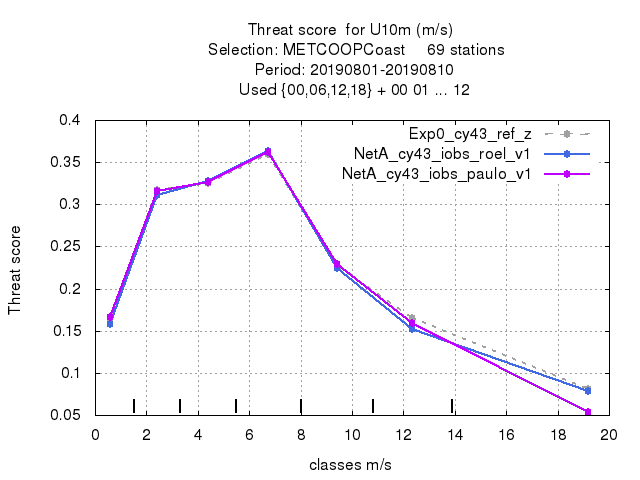 Threat score  for U10m (m/s)
Selection: METCOOPCoast     69 stations
Period: 20190801-20190810
Used {00,06,12,18} + 00 01 ... 12
Exp0_cy43_ref_z
NetA_cy43_iobs_roel_v1
NetA_cy43_iobs_paulo_v1
0.4
0.35
0.3
0.25
0.2
0.15
0.1
0.05
Threat score
0 2 4 6 8 10 12 14 16 18 20
classes m/s